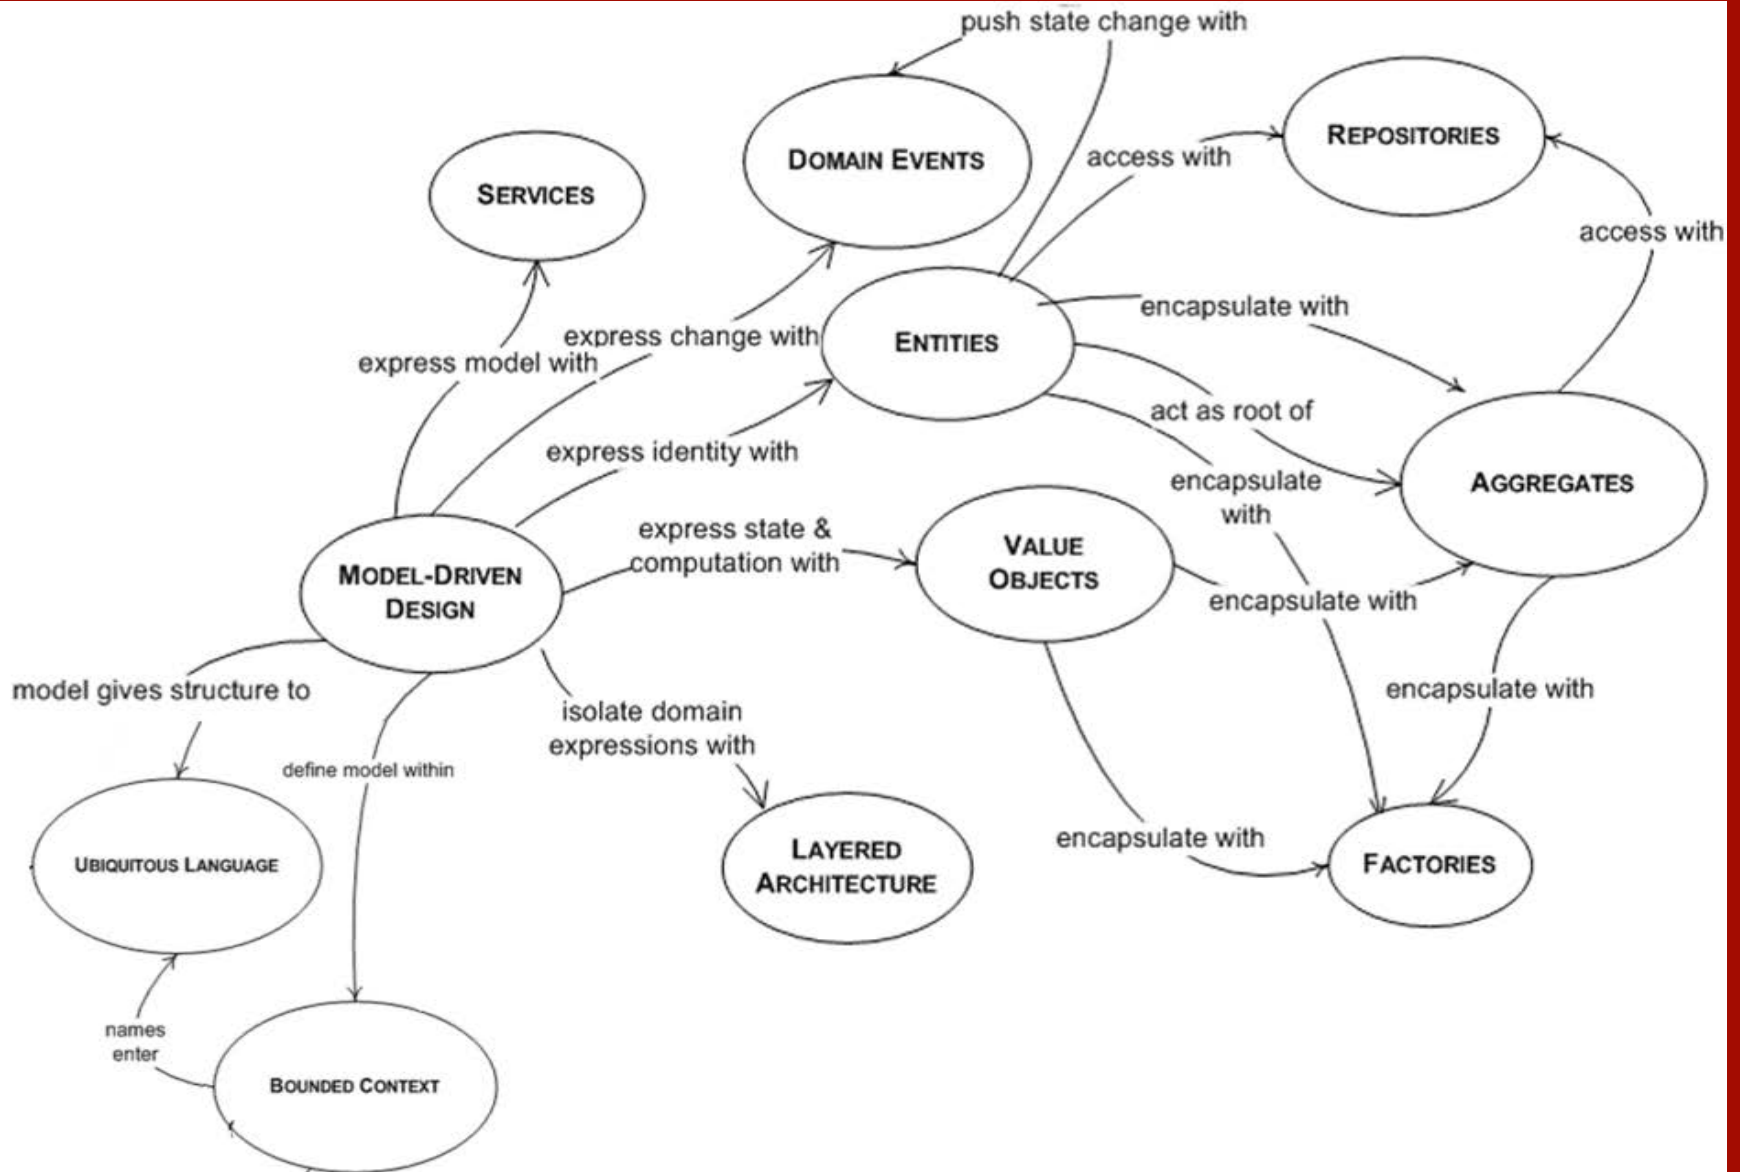 push state change with
DOMAIN EVENTS
REPOSITORIES
access with
SERVICES
access with
encapsulate with
express change with
ENTITIES
express model with
act as root of
express identity with
encapsulate
with
AGGREGATES
express state &
computation with
VALUE
OBJECTS
MODEL-DRIVEN
DESIGN
encapsulate with
model gives structure to
encapsulate with
isolate domain
expressions with
define model within
encapsulate with
LAYERED
ARCHITECTURE
FACTORIES
UBIQUITOUS LANGUAGE
names
enter
BOUNDED CONTEXT